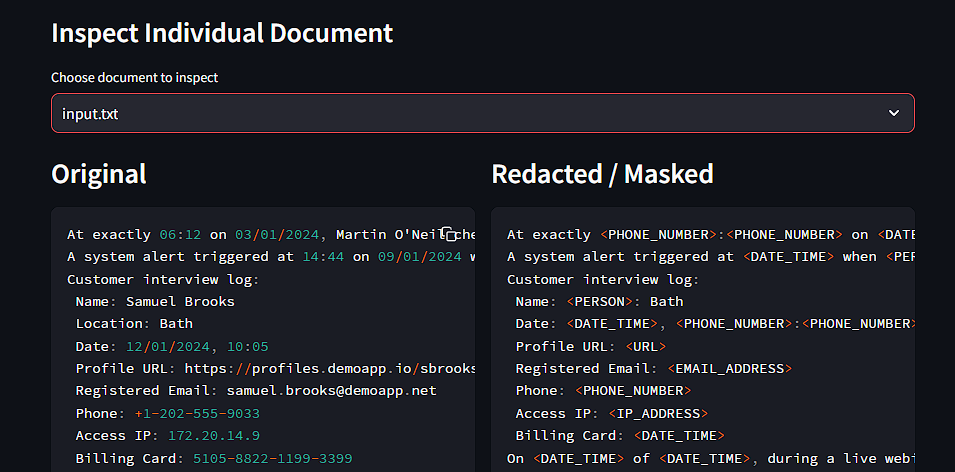 Inspect Individual Document
Choose document to inspect
input.txt
Original
At exactly 06:12 on 03/01/2024, Martin O'Neil che
A system alert triggered at 14:44 on 09/01/2024 w
Customer interview log:
Name: Samuel Brooks
Location: Bath
Date: 12/01/2024, 10:05
Profile URL: https://profiles.demoapp.io/sbrooks
Registered Email: samuel.brooks@demoapp.net
Phone: +1-202-555-9033
Access IP: 172.20.14.9
Billing Card: 5105-8822-1199-3399
Redacted / Masked
At exactly <PHONE_NUMBER>:<PHONE_NUMBER> on <DATE
A system alert triggered at <DATE_TIME> when <PER
Customer interview log:
Name: <PERSON>: Bath
Date: <DATE_TIME>, <PHONE_NUMBER>:<PHONE_NUMBER>
Profile URL: <URL>
Registered Email: <EMAIL_ADDRESS>
Phone: <PHONE_NUMBER>
Access IP: <IP_ADDRESS>
Billing Card: <DATE_TIME>
On <DATE_TIME> of <DATE_TIME>, during a live webi